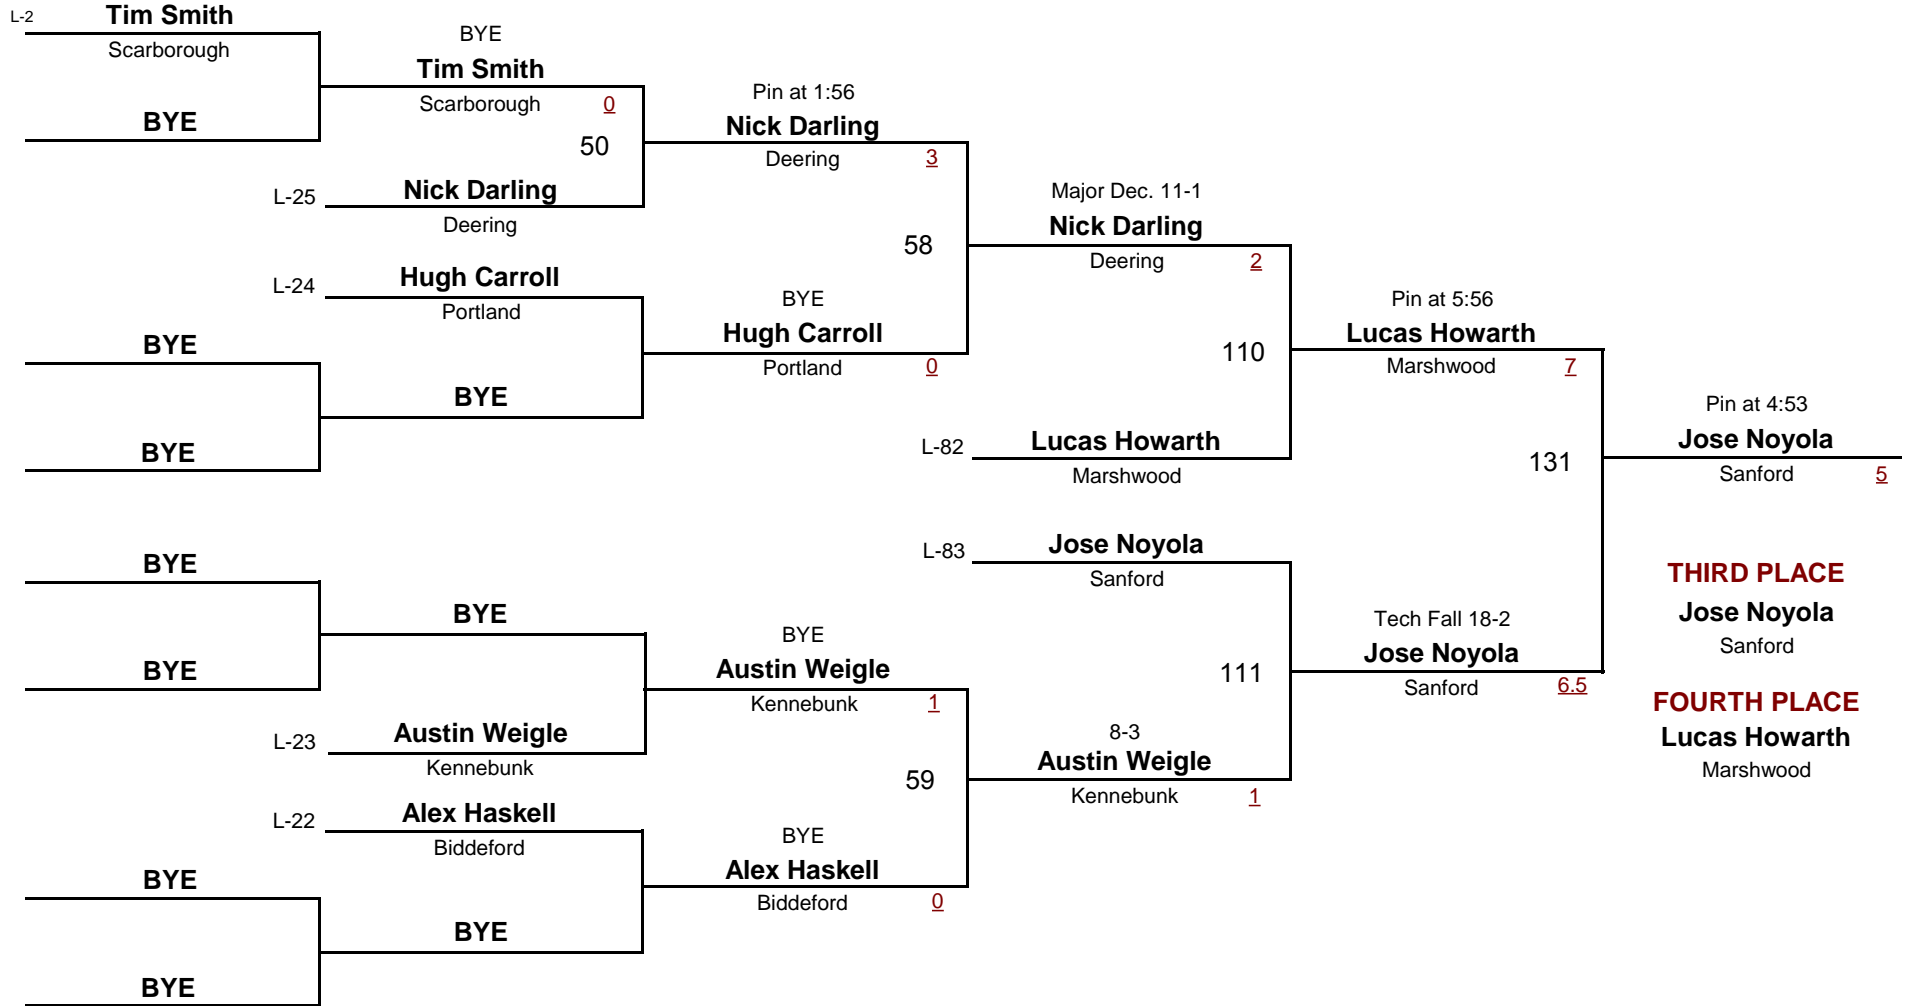 L-2
Tim Smith
Scarborough
BYE
BYE
Tim Smith
Scarborough 0
50
L-25
Nick Darling
Deering
Pin at 1:56
Nick Darling
Deering 3
L-24
Hugh Carroll
Portland
BYE
BYE
BYE
BYE
Hugh Carroll
Portland 0
58
Major Dec. 11-1
Nick Darling
Deering 2
110
L-82
Lucas Howarth
Marshwood
Pin at 5:56
Lucas Howarth
Marshwood 7
131
Pin at 4:53
Jose Noyola
Sanford 5
BYE
BYE
BYE
L-23
Austin Weigle
Kennebunk
BYE
Austin Weigle
Kennebunk 1
L-22
Alex Haskell
Biddeford
BYE
BYE
BYE
BYE
Alex Haskell
Biddeford 0
59
8-3
Austin Weigle
Kennebunk 1
L-83
Jose Noyola
Sanford
111
Tech Fall 18-2
Jose Noyola
Sanford 6.5
THIRD PLACE
Jose Noyola
Sanford
FOURTH PLACE
Lucas Howarth
Marshwood